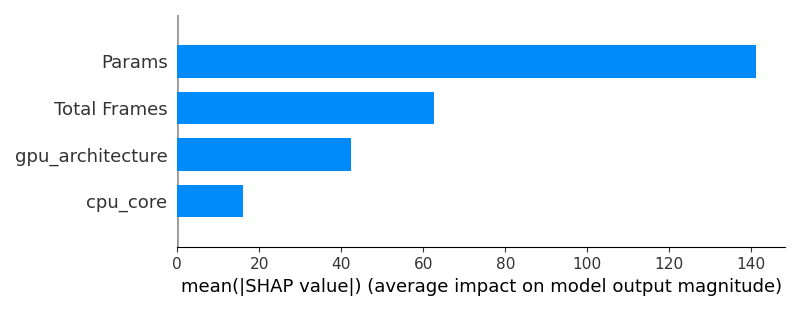 Params
Total Frames
gpu_architecture
cpu_core
0 20 40 60 80 100 120 140
mean(|SHAP value|) (average impact on model output magnitude)